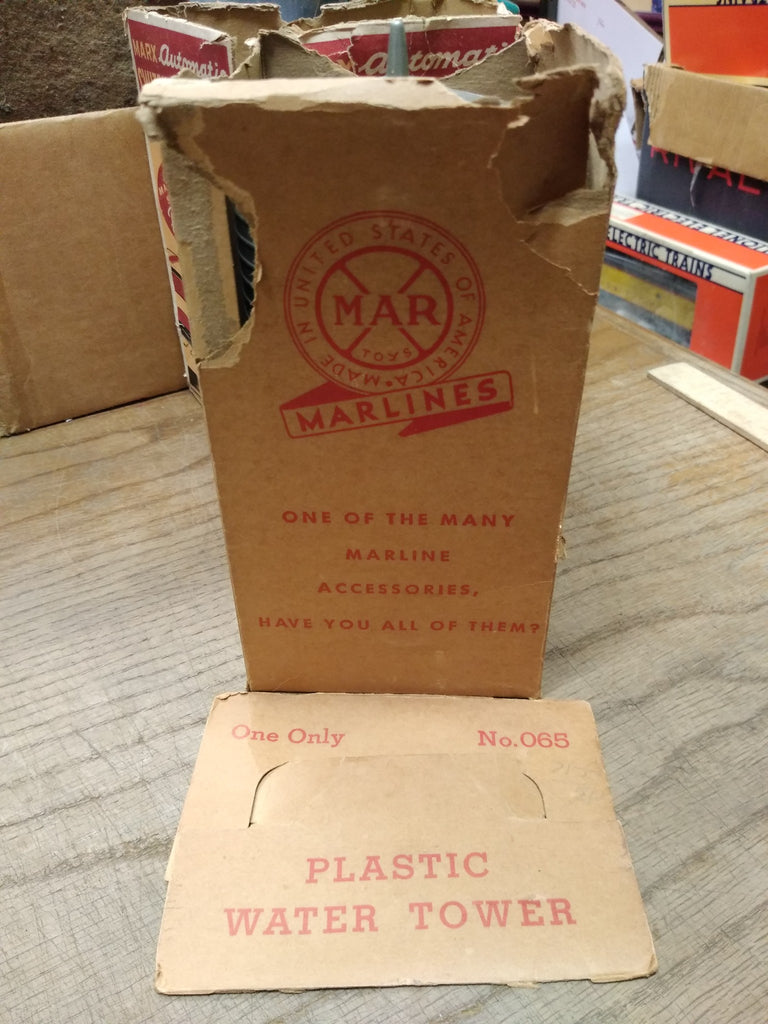 MARX Automatic
Automatic
RIVAL
ELECTRIC TRAINS
MADE IN UNITED STATES OF AMERICA
MAR
TOYS
MARLINES
ONE OF THE MANY
MARLINE
ACCESSORIES,
HAVE YOU ALL OF THEM?
One Only No.065
PLASTIC
WATER TOWER